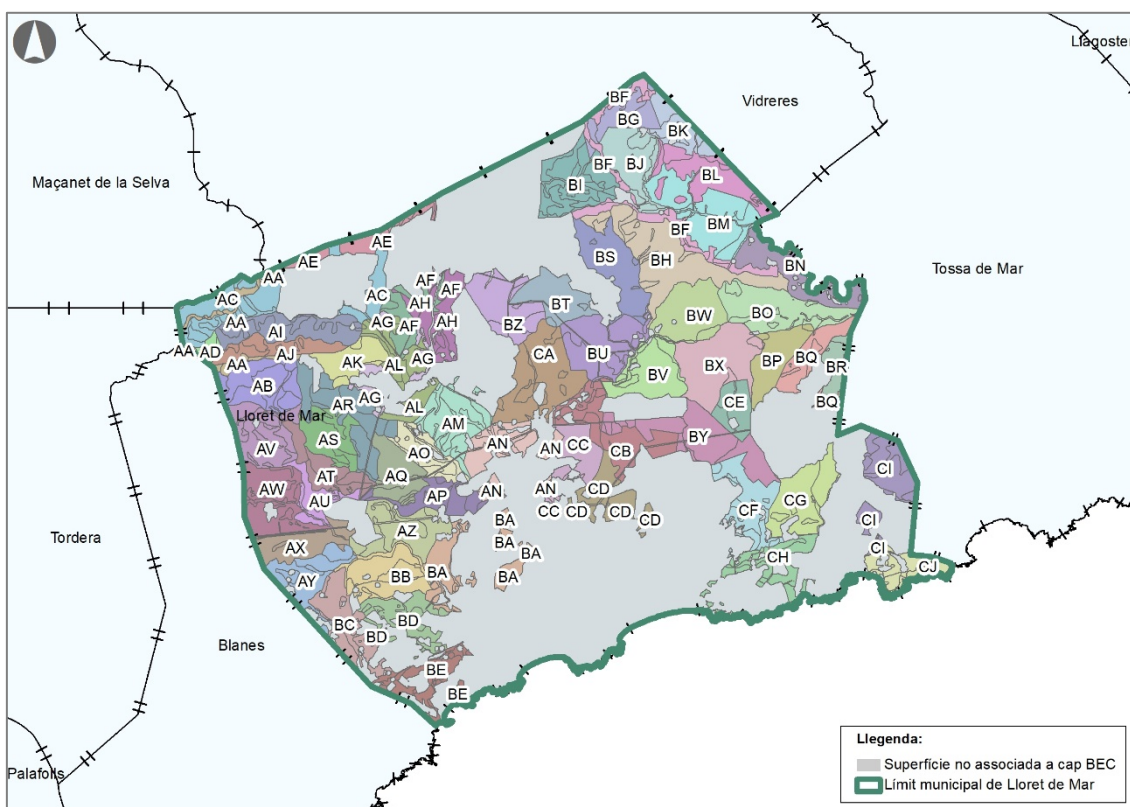 Llagoster
BF
Vidreres
BG
BK
BF
BJ
Maçanet de la Selva
BI
BL
BM
BF
AE
BS
AE
BH
BN
Tossa de Mar
AA
AF
AC
AC
AF
AH
BT
BW
BO
AA
AI
AG
AF
AH
BZ
AA
AD
AJ
AK
AL
AG
CA
BU
BV
BX
BP
BQ
BR
AA
AB
AR
AG
AL
CE
BQ
Lloret de Mar
AM
AS
AO
AN
AN
CC
CB
BY
AV
AT
AQ
CI
AW
AU
AP
AN
AN
CD
CC
CD
CD
CD
CG
CF
BA
AZ
BA
CI
Tordera
AX
BA
CI
AY
BB
BA
BA
CH
CJ
BC
BD
BD
Blanes
BE
BE
Palafolls
Llegenda:
Superfície no associada a cap BEC
Límit municipal de Lloret de Mar